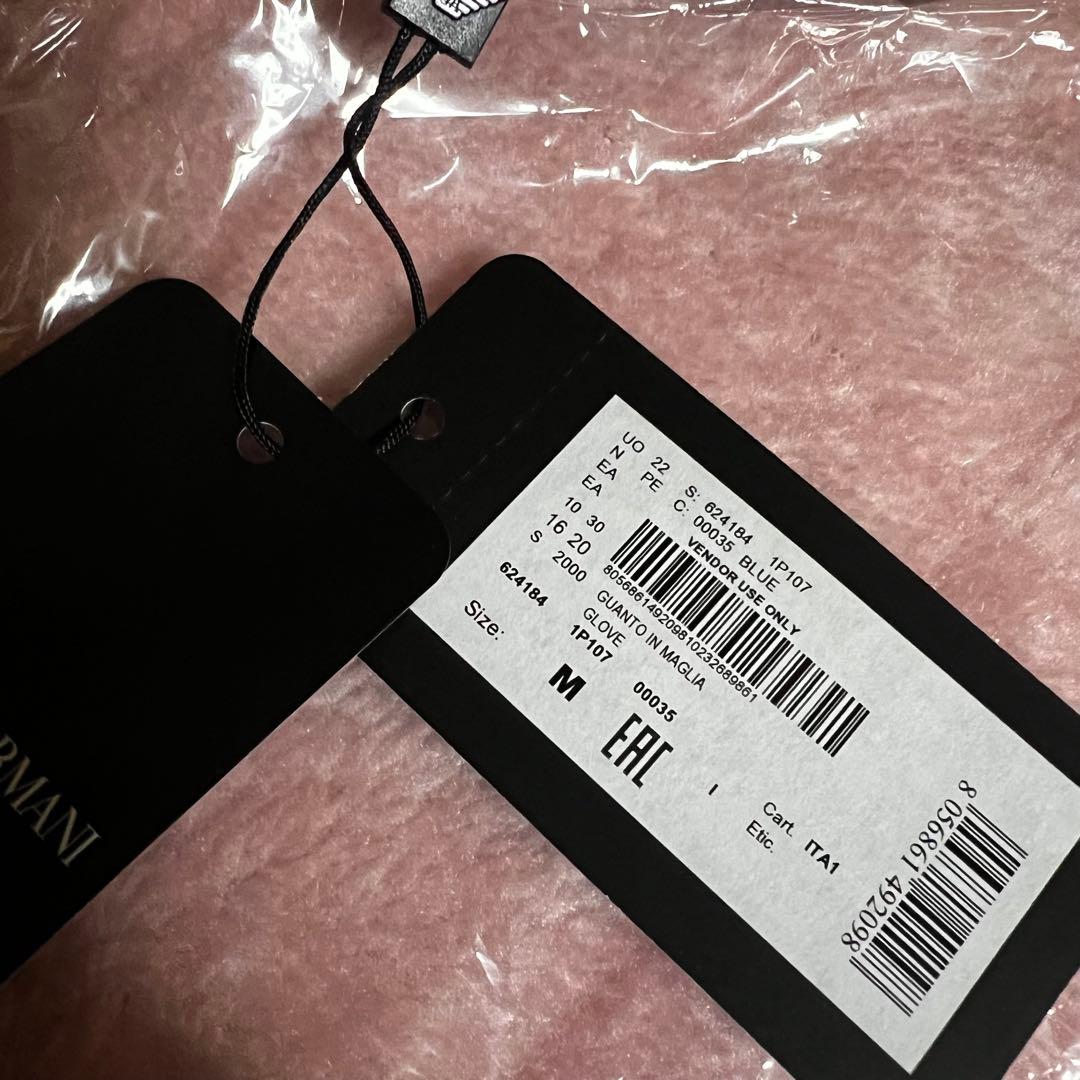 UO 22 S: 624184 1P107
N PE C: 00035 BLUE
EA VENDOR USE ONLY
EA
10 30
16 20
S 2000
805686149209810232689861
GUANTO IN MAGLIA
GLOVE
624184 1P107 00035
Size: M
EAC
I
Cart. ITA1
Etic.
8 056861 492098
RMANI